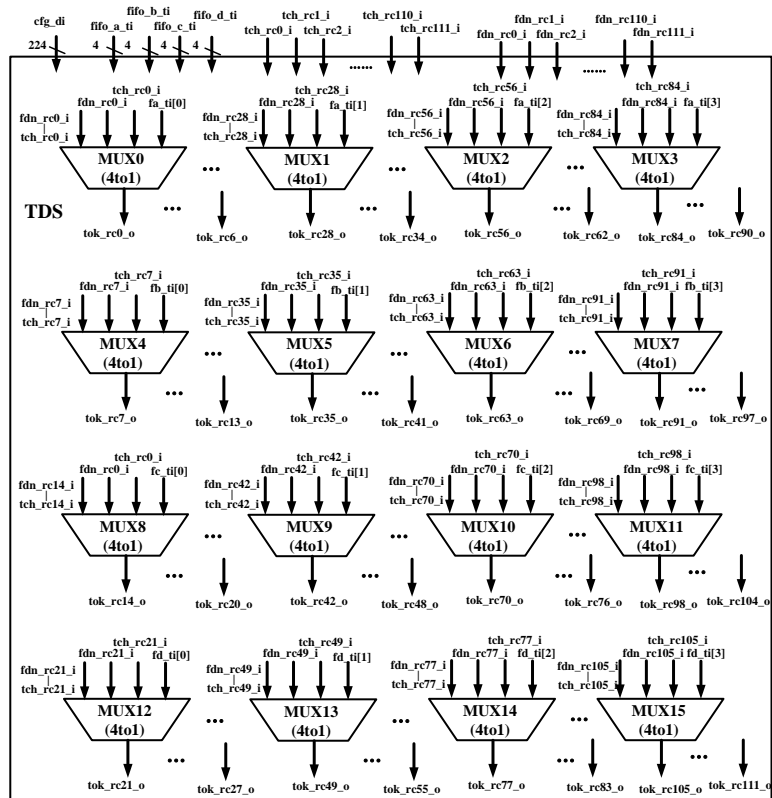 cfg_di
fifo_a_ti
fifo_b_ti
fifo_c_ti
fifo_d_ti
tch_rc0_i
tch_rc1_i
tch_rc2_i
tch_rc110_i
tch_rc111_i
fdn_rc0_i
fdn_rc1_i
fdn_rc2_i
fdn_rc110_i
fdn_rc111_i
224
4
4
4
4
......
......
TDS
fdn_rc0_i
|
tch_rc0_i
fdn_rc0_i
tch_rc0_i
fa_ti[0]
MUX0
(4to1)
...
...
tok_rc0_o
tok_rc6_o
fdn_rc28_i
|
tch_rc28_i
fdn_rc28_i
tch_rc28_i
fa_ti[1]
MUX1
(4to1)
...
...
tok_rc28_o
tok_rc34_o
fdn_rc56_i
|
tch_rc56_i
fdn_rc56_i
tch_rc56_i
fa_ti[2]
MUX2
(4to1)
...
...
tok_rc56_o
tok_rc62_o
fdn_rc84_i
|
tch_rc84_i
fdn_rc84_i
tch_rc84_i
fa_ti[3]
MUX3
(4to1)
...
tok_rc84_o
tok_rc90_o
fdn_rc7_i
|
tch_rc7_i
fdn_rc7_i
tch_rc7_i
fb_ti[0]
MUX4
(4to1)
...
...
tok_rc7_o
tok_rc13_o
fdn_rc35_i
|
tch_rc35_i
fdn_rc35_i
tch_rc35_i
fb_ti[1]
MUX5
(4to1)
...
...
tok_rc35_o
tok_rc41_o
fdn_rc63_i
|
tch_rc63_i
fdn_rc63_i
tch_rc63_i
fb_ti[2]
MUX6
(4to1)
...
...
tok_rc63_o
tok_rc69_o
fdn_rc91_i
|
tch_rc91_i
fdn_rc91_i
tch_rc91_i
fb_ti[3]
MUX7
(4to1)
...
tok_rc91_o
tok_rc97_o
fdn_rc14_i
|
tch_rc14_i
fdn_rc0_i
tch_rc0_i
fc_ti[0]
MUX8
(4to1)
...
...
tok_rc14_o
tok_rc20_o
fdn_rc42_i
|
tch_rc42_i
fdn_rc42_i
tch_rc42_i
fc_ti[1]
MUX9
(4to1)
...
...
tok_rc42_o
tok_rc48_o
fdn_rc70_i
|
tch_rc70_i
fdn_rc70_i
tch_rc70_i
fc_ti[2]
MUX10
(4to1)
...
...
tok_rc70_o
tok_rc76_o
fdn_rc98_i
|
tch_rc98_i
fdn_rc98_i
tch_rc98_i
fc_ti[3]
MUX11
(4to1)
...
tok_rc98_o
tok_rc104_o
fdn_rc21_i
|
tch_rc21_i
fdn_rc21_i
tch_rc21_i
fd_ti[0]
MUX12
(4to1)
...
...
tok_rc21_o
tok_rc27_o
fdn_rc49_i
|
tch_rc49_i
fdn_rc49_i
tch_rc49_i
fd_ti[1]
MUX13
(4to1)
...
...
tok_rc49_o
tok_rc55_o
fdn_rc77_i
|
tch_rc77_i
fdn_rc77_i
tch_rc77_i
fd_ti[2]
MUX14
(4to1)
...
...
tok_rc77_o
tok_rc83_o
fdn_rc105_i
|
tch_rc105_i
fdn_rc105_i
tch_rc105_i
fd_ti[3]
MUX15
(4to1)
...
tok_rc105_o
tok_rc111_o